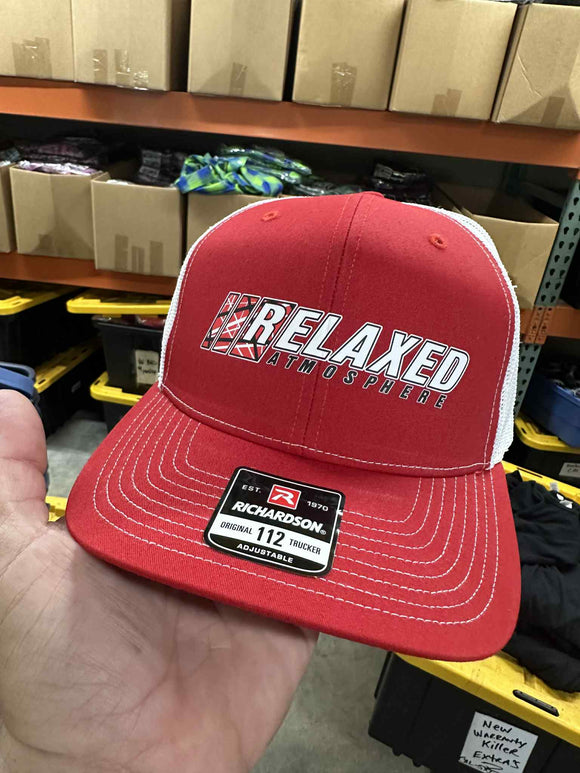 RELAXED
ATMOSPHERE
EST. R 1970
RICHARDSON®
ORIGINAL 112 TRUCKER
ADJUSTABLE
New
Warranty
Killer
Extras